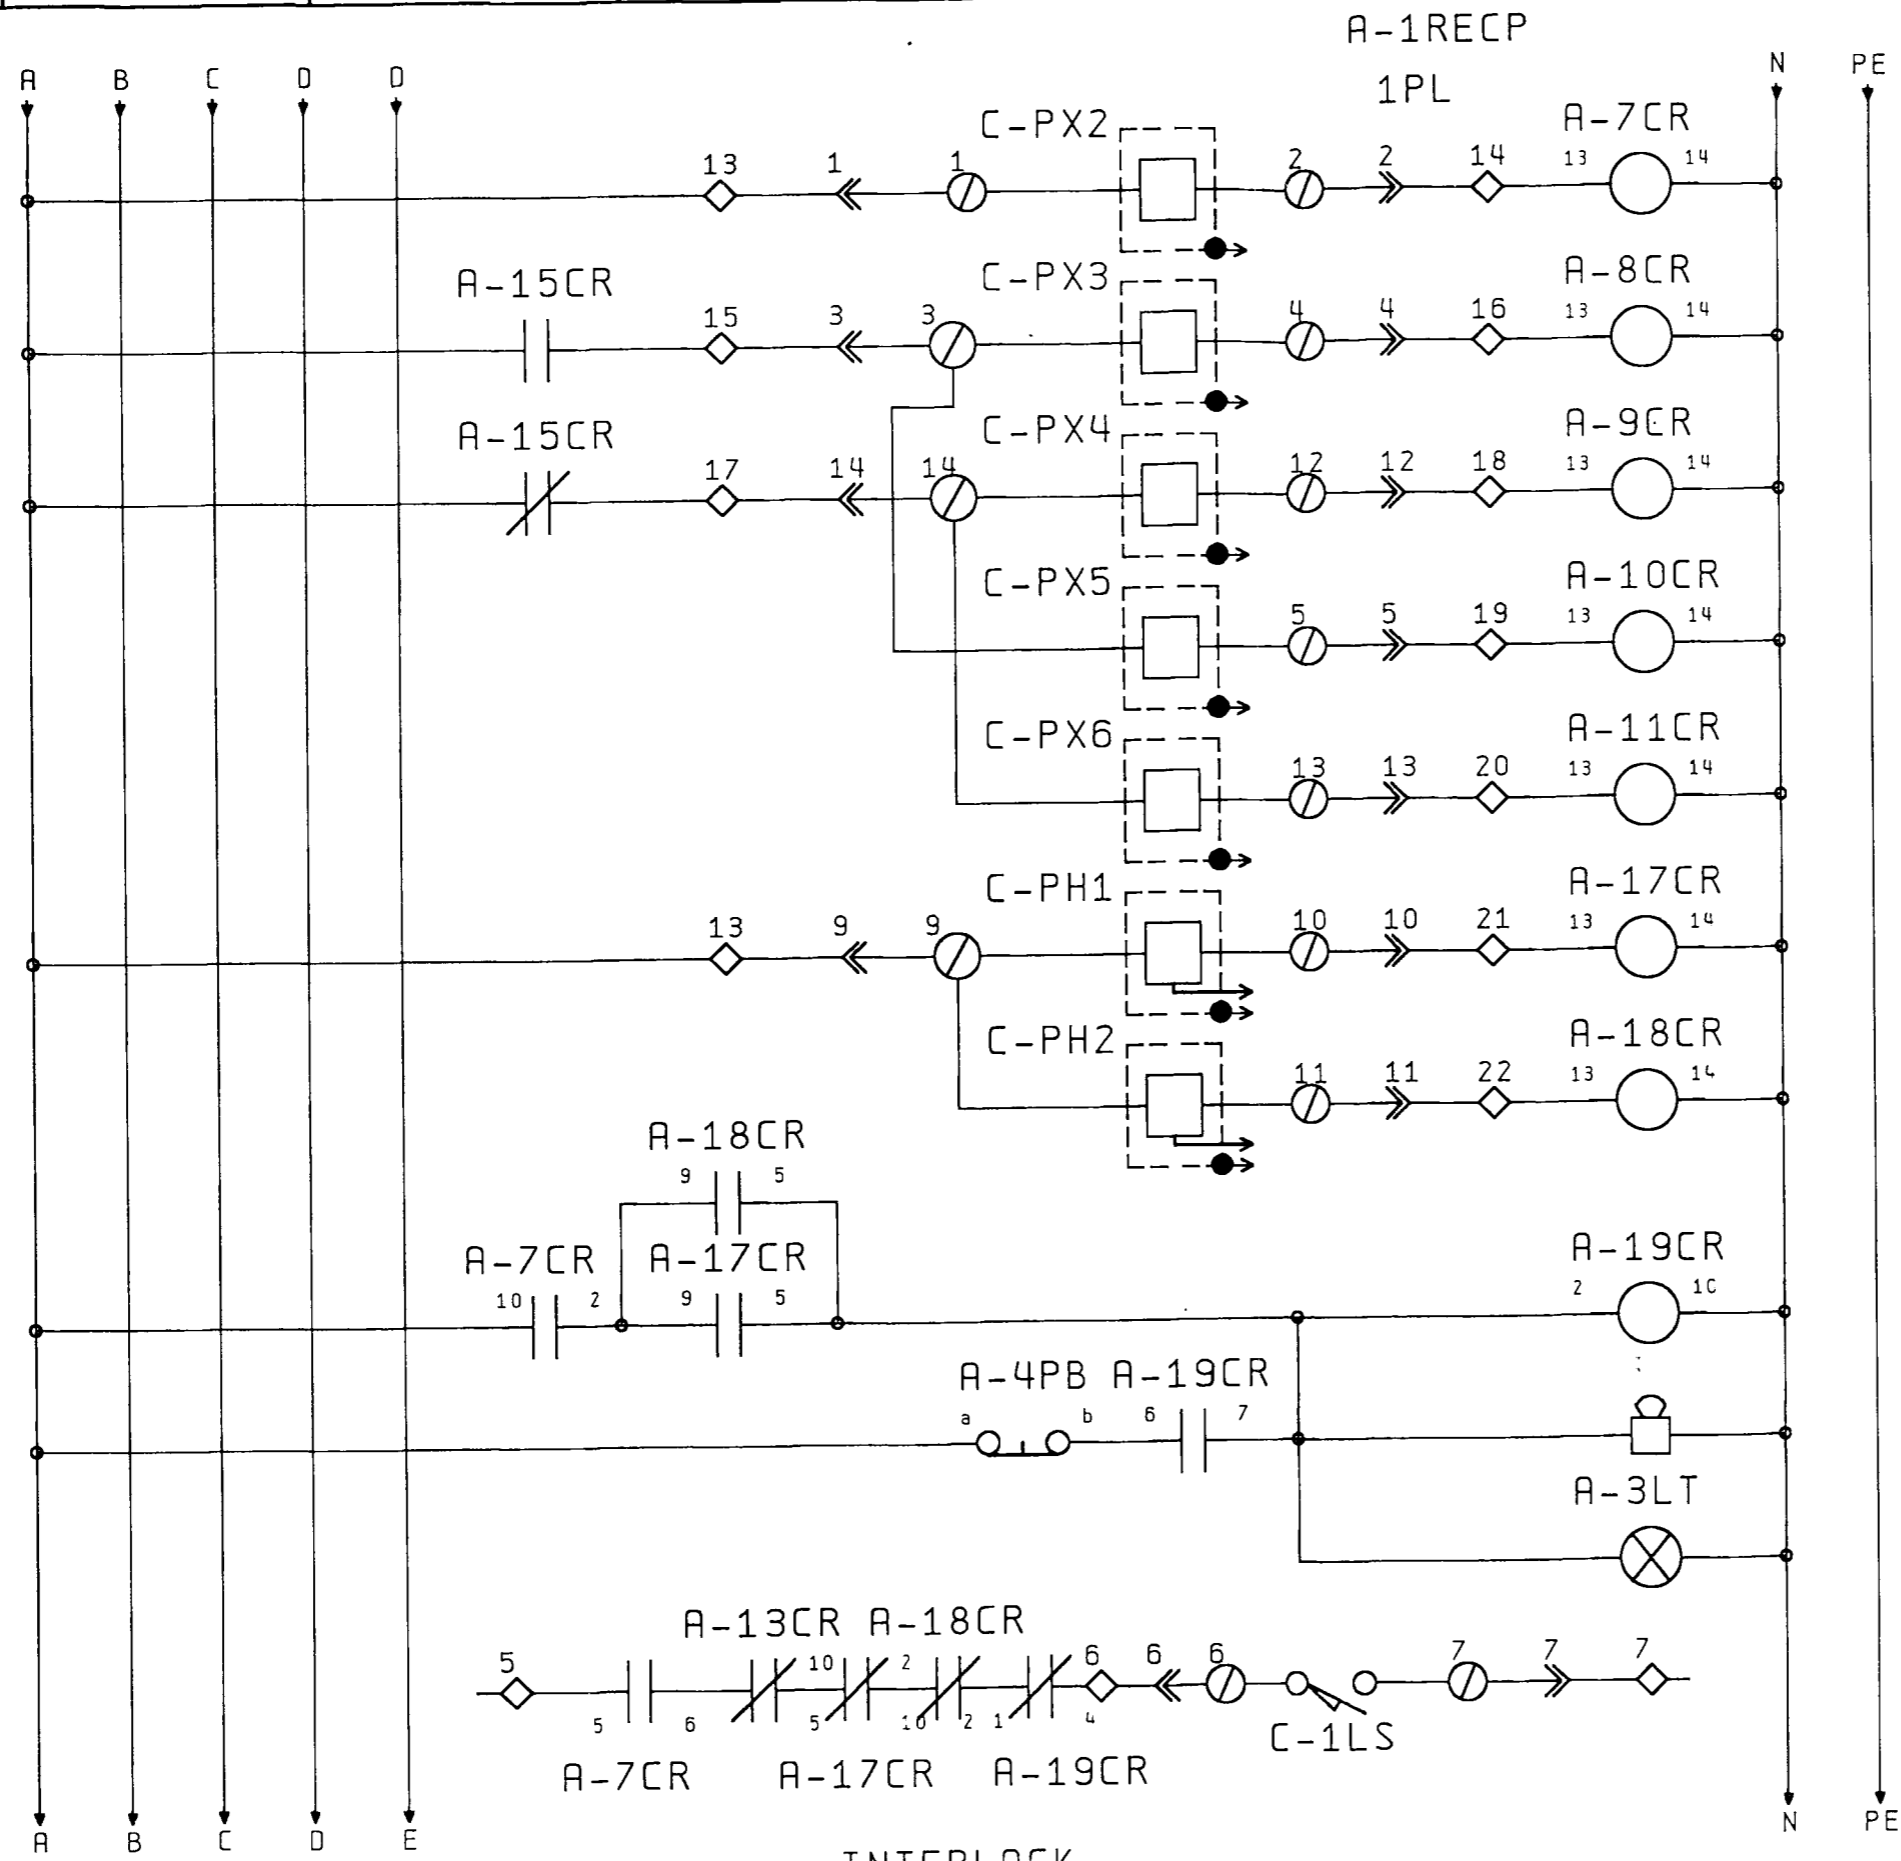 A-1RECP
A B C D D 1PL N PE
C-PX2 A-7CR
13 1 1 2 2 14 13 14
A-15CR C-PX3 A-8CR
15 3 3 4 4 16 13 14
A-15CR C-PX4 A-9CR
17 14 14 12 12 18 13 14
C-PX5 A-10CR
5 5 19 13 14
C-PX6 A-11CR
13 13 20 13 14
C-PH1 A-17CR
13 9 9 10 10 21 13 14
C-PH2 A-18CR
11 11 22 13 14
A-18CR
9 5
A-7CR A-17CR A-19CR
10 2 9 5 2 10
A-4PB A-19CR
a b 6 7
A-3LT
A-13CR A-18CR
5 10 2 6 6 6 7 7 7
5 6 5 10 2 1 4
C-1LS
A-7CR A-17CR A-19CR
A B C D E N PE
INTERLOCK